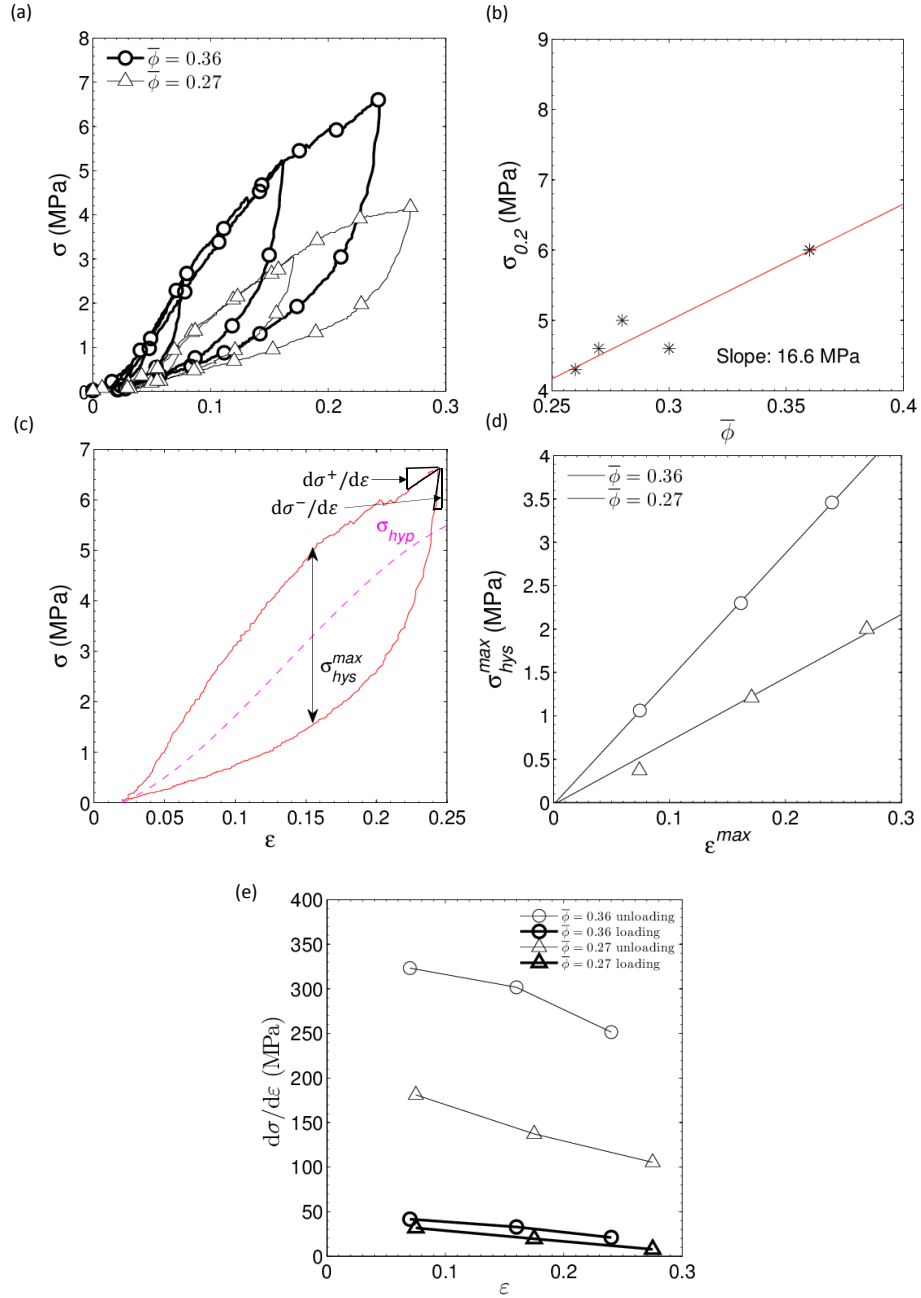 (a)
8
7
6
5
4
3
2
1
0
σ (MPa)
ϕ̅ = 0.36
ϕ̅ = 0.27
0 0.1 0.2 0.3
ε
(b)
9
8
7
6
5
4
σ0.2 (MPa)
Slope: 16.6 MPa
0.25 0.3 0.35 0.4
ϕ̅
(c)
7
6
5
4
3
2
1
0
σ (MPa)
dσ⁺/dε
dσ⁻/dε
σhyp
σhys^max
0 0.05 0.1 0.15 0.2 0.25
ε
(d)
4
3.5
3
2.5
2
1.5
1
0.5
0
σhys^max (MPa)
ϕ̅ = 0.36
ϕ̅ = 0.27
0 0.1 0.2 0.3
ε^max
(e)
400
350
300
250
200
150
100
50
0
dσ/dε (MPa)
ϕ̅ = 0.36 unloading
ϕ̅ = 0.36 loading
ϕ̅ = 0.27 unloading
ϕ̅ = 0.27 loading
0 0.1 0.2 0.3
ε